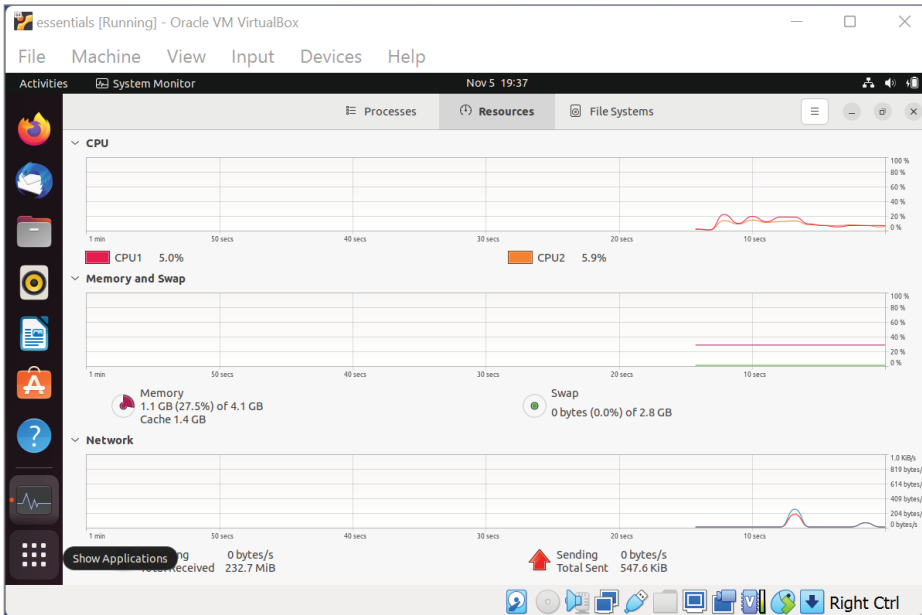 essentials [Running] - Oracle VM VirtualBox
File Machine View Input Devices Help
Activities System Monitor Nov 5 19:37
Processes Resources File Systems
CPU
100 %
80 %
60 %
40 %
20 %
0 %
1 min 50 secs 40 secs 30 secs 20 secs 10 secs
CPU1 5.0% CPU2 5.9%
Memory and Swap
100 %
80 %
60 %
40 %
20 %
0 %
1 min 50 secs 40 secs 30 secs 20 secs 10 secs
Memory
1.1 GB (27.5%) of 4.1 GB
Cache 1.4 GB
Swap
0 bytes (0.0%) of 2.8 GB
Network
1.0 KiB/s
819 bytes/
614 bytes/
409 bytes/
204 bytes/
0 bytes/s
1 min 50 secs 40 secs 30 secs 20 secs 10 secs
Show Applications
ng 0 bytes/s
Total Received 232.7 MiB
Sending 0 bytes/s
Total Sent 547.6 KiB
Right Ctrl